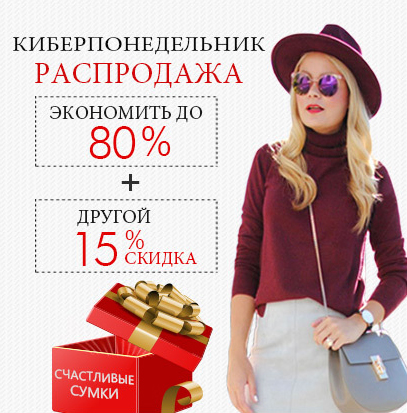 КИБЕРПОНЕДЕЛЬНИК
РАСПРОДАЖА
ЭКОНОМИТЬ ДО
80%
+
ДРУГОЙ
15%
СКИДКА
СЧАСТЛИВЫЕ
СУМКИ